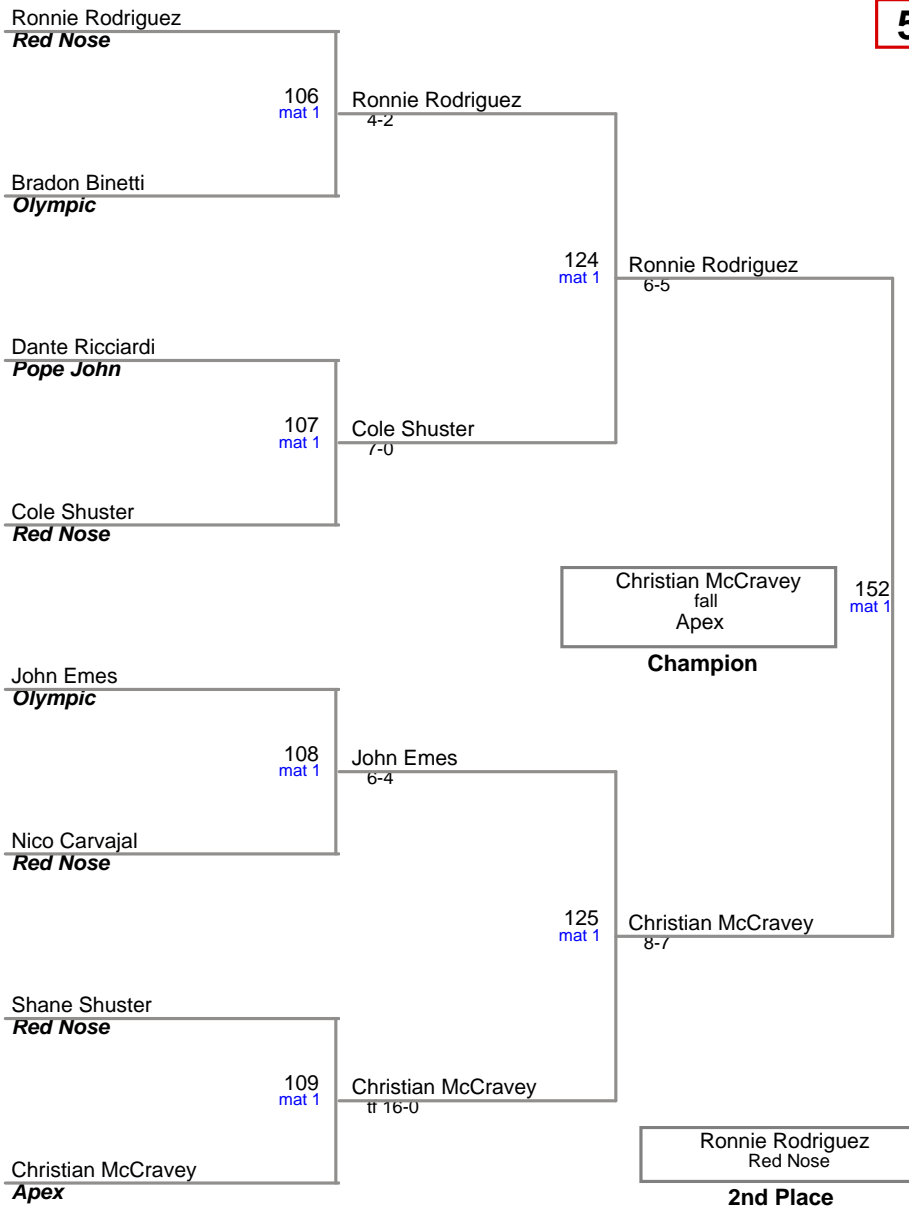 Ronnie Rodriguez
Red Nose
5
106
mat 1
Ronnie Rodriguez
4-2
Bradon Binetti
Olympic
124
mat 1
Ronnie Rodriguez
6-5
Dante Ricciardi
Pope John
107
mat 1
Cole Shuster
7-0
Cole Shuster
Red Nose
Christian McCravey
fall
Apex
Champion
152
mat 1
John Emes
Olympic
108
mat 1
John Emes
6-4
Nico Carvajal
Red Nose
125
mat 1
Christian McCravey
8-7
Shane Shuster
Red Nose
109
mat 1
Christian McCravey
tf 16-0
Christian McCravey
Apex
Ronnie Rodriguez
Red Nose
2nd Place